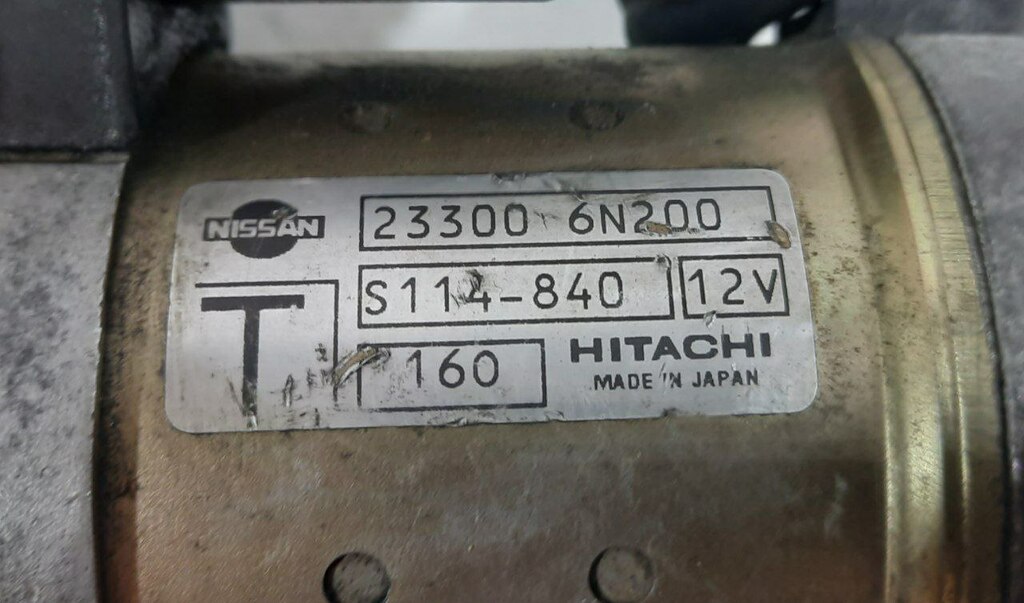 NISSAN
23300 6N200
S114-840
12V
T
160
HITACHI
MADE IN JAPAN